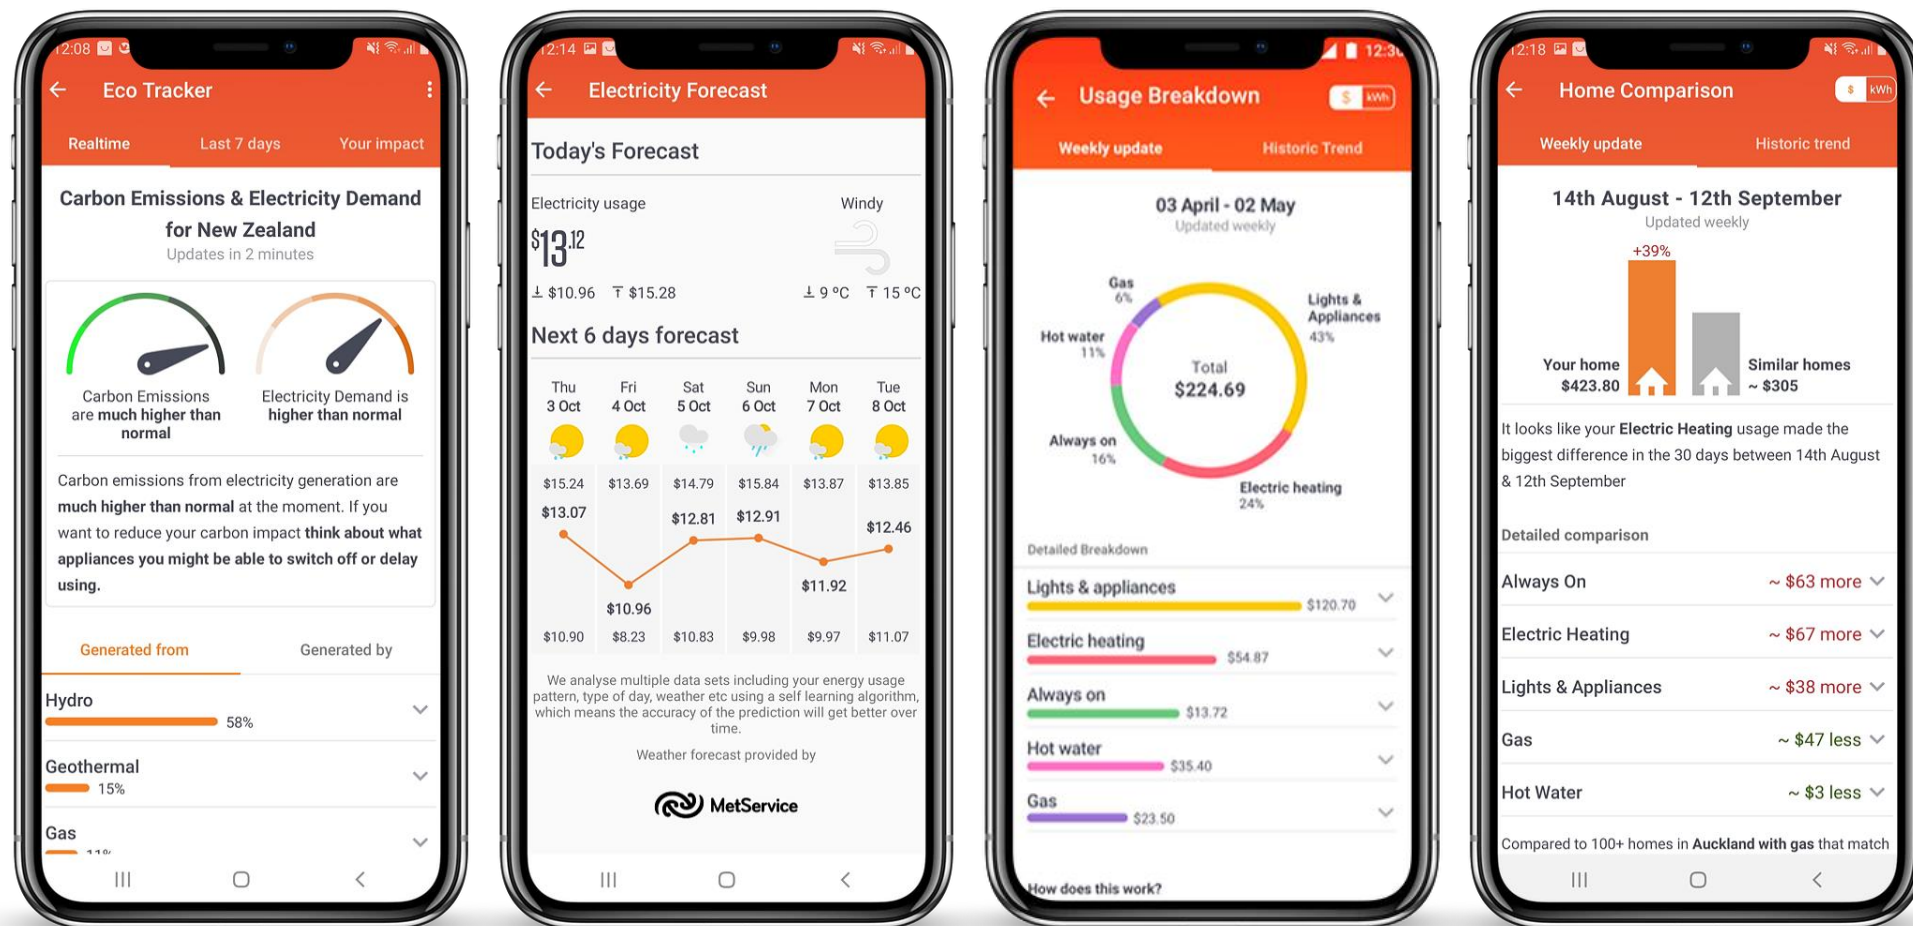 12:08
Eco Tracker
Realtime
Last 7 days
Your impact
Carbon Emissions & Electricity Demand
for New Zealand
Updates in 2 minutes
Carbon Emissions
are much higher than
normal
Electricity Demand is
higher than normal
Carbon emissions from electricity generation are
much higher than normal at the moment. If you
want to reduce your carbon impact think about what
appliances you might be able to switch off or delay
using.
Generated from
Generated by
Hydro
58%
Geothermal
15%
Gas
11%
12:14
Electricity Forecast
Today's Forecast
Electricity usage
Windy
$13.12
$10.96 $15.28
9 ºC 15 ºC
Next 6 days forecast
Thu Fri Sat Sun Mon Tue
3 Oct 4 Oct 5 Oct 6 Oct 7 Oct 8 Oct
$15.24 $13.69 $14.79 $15.84 $13.87 $13.85
$13.07 $10.96 $12.81 $12.91 $11.92 $12.46
$10.90 $8.23 $10.83 $9.98 $9.97 $11.07
We analyse multiple data sets including your energy usage
pattern, type of day, weather etc using a self learning algorithm,
which means the accuracy of the prediction will get better over
time.
Weather forecast provided by
MetService
Usage Breakdown
$ kWh
Weekly update
Historic Trend
03 April - 02 May
Updated weekly
Gas
6%
Lights &
Appliances
43%
Hot water
11%
Total
$224.69
Always on
16%
Electric heating
24%
Detailed Breakdown
Lights & appliances
$120.70
Electric heating
$54.87
Always on
$13.72
Hot water
$35.40
Gas
$23.50
How does this work?
12:18
Home Comparison
$ kWh
Weekly update
Historic trend
14th August - 12th September
Updated weekly
+39%
Your home
$423.80
Similar homes
~ $305
It looks like your Electric Heating usage made the
biggest difference in the 30 days between 14th August
& 12th September
Detailed comparison
Always On
~ $63 more
Electric Heating
~ $67 more
Lights & Appliances
~ $38 more
Gas
~ $47 less
Hot Water
~ $3 less
Compared to 100+ homes in Auckland with gas that match